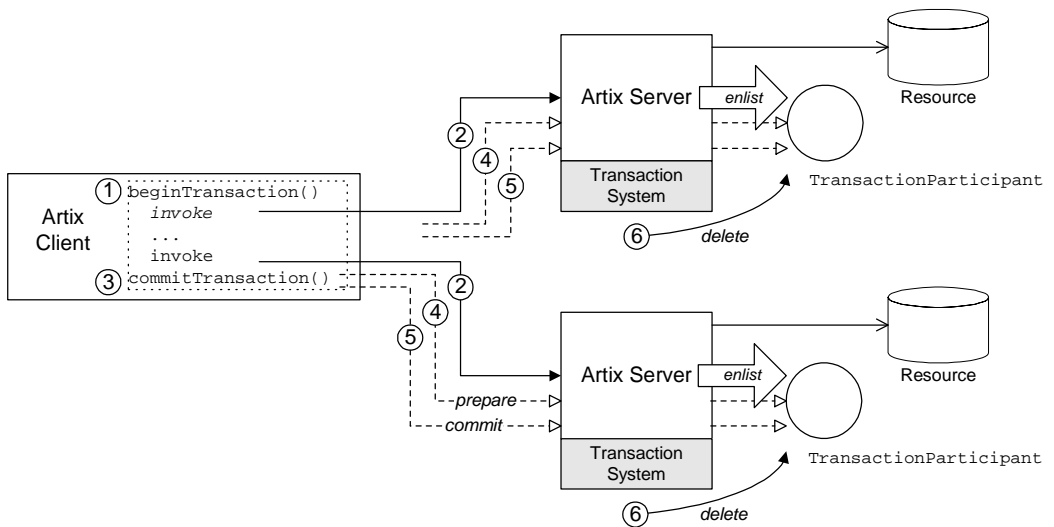 Artix Server
enlist
Resource
2
4
5
Transaction
System
TransactionParticipant
6
delete
1
beginTransaction()
Artix
Client
invoke
...
invoke
3
commitTransaction()
2
4
5
Artix Server
enlist
Resource
prepare
commit
Transaction
System
TransactionParticipant
6
delete